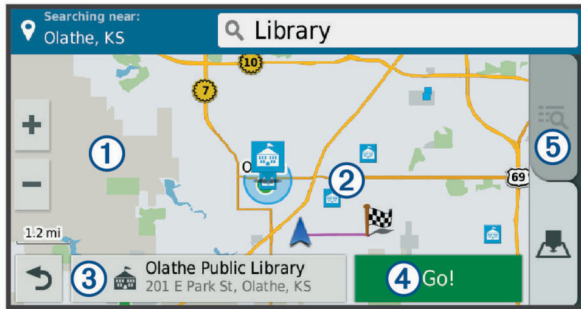 Searching near:
Olathe, KS
Library
10
7
1
+
5
O
2
69
−
1.2 mi
3
Olathe Public Library
201 E Park St, Olathe, KS
4
Go!